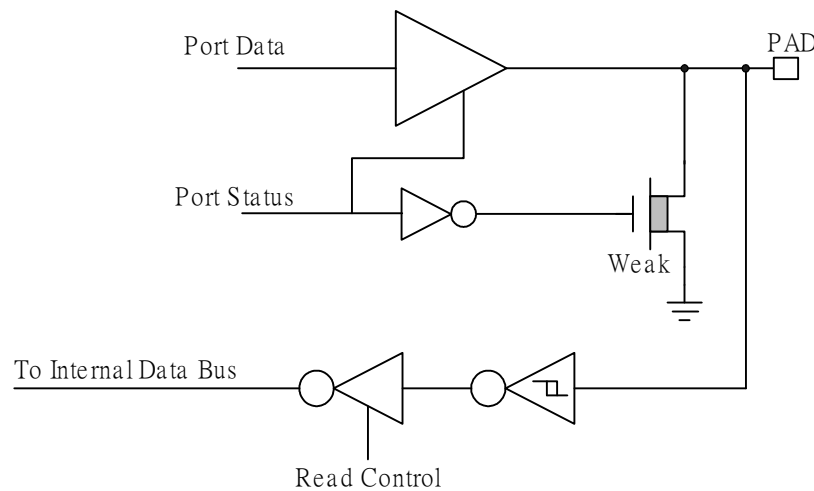 Port Data
PAD
Port Status
Weak
To Internal Data Bus
Read Control